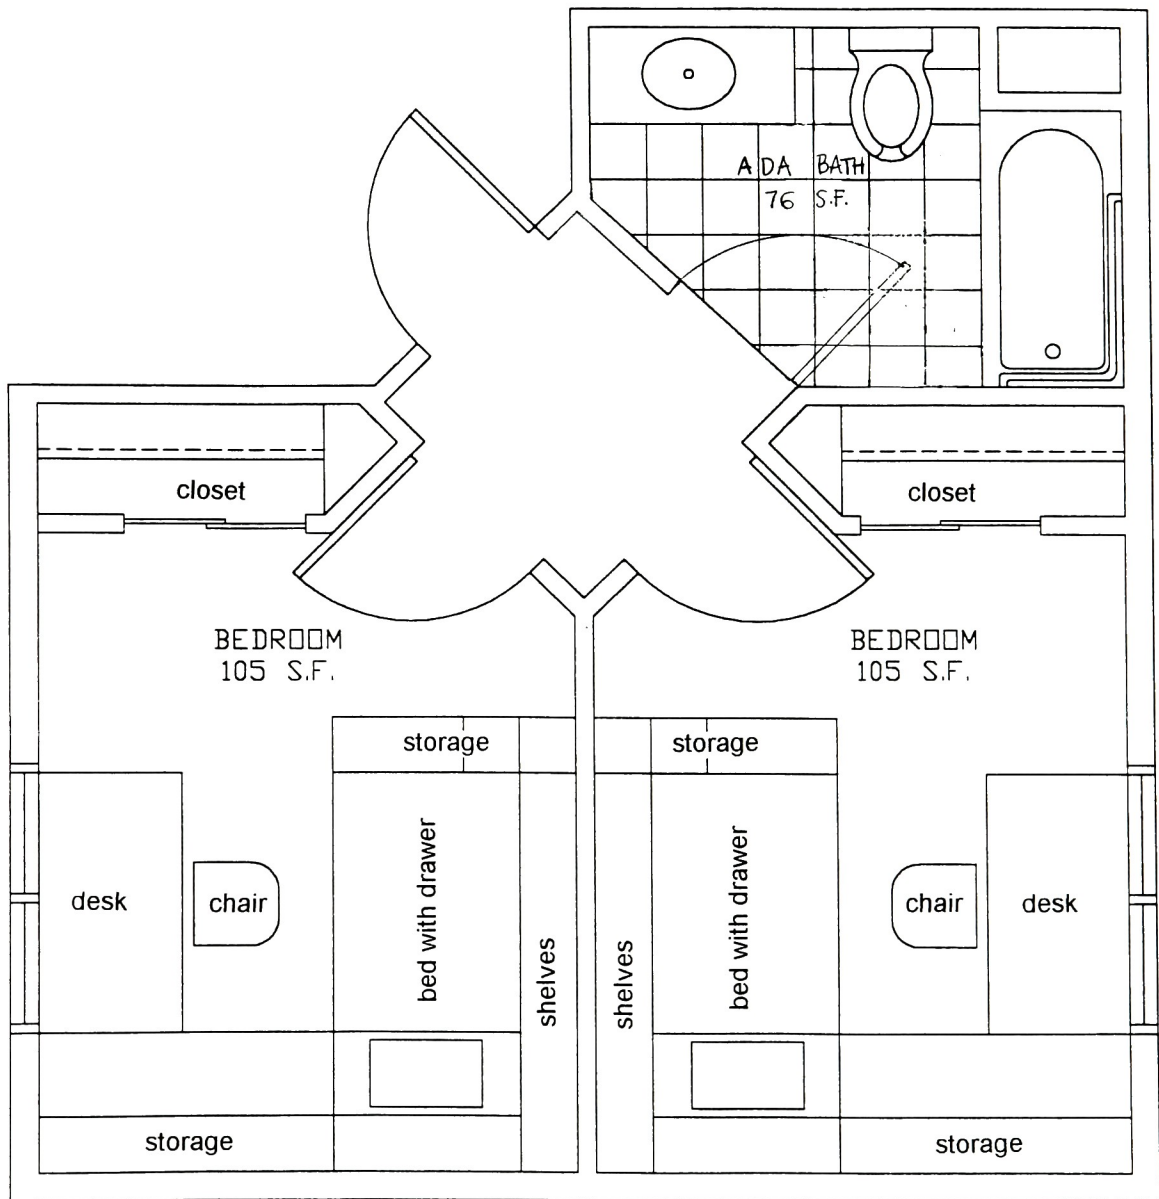 ADA BATH
76 S.F.
closet
closet
BEDROOM
105 S.F.
BEDROOM
105 S.F.
storage
storage
desk
chair
bed with drawer
shelves
shelves
bed with drawer
chair
desk
storage
storage